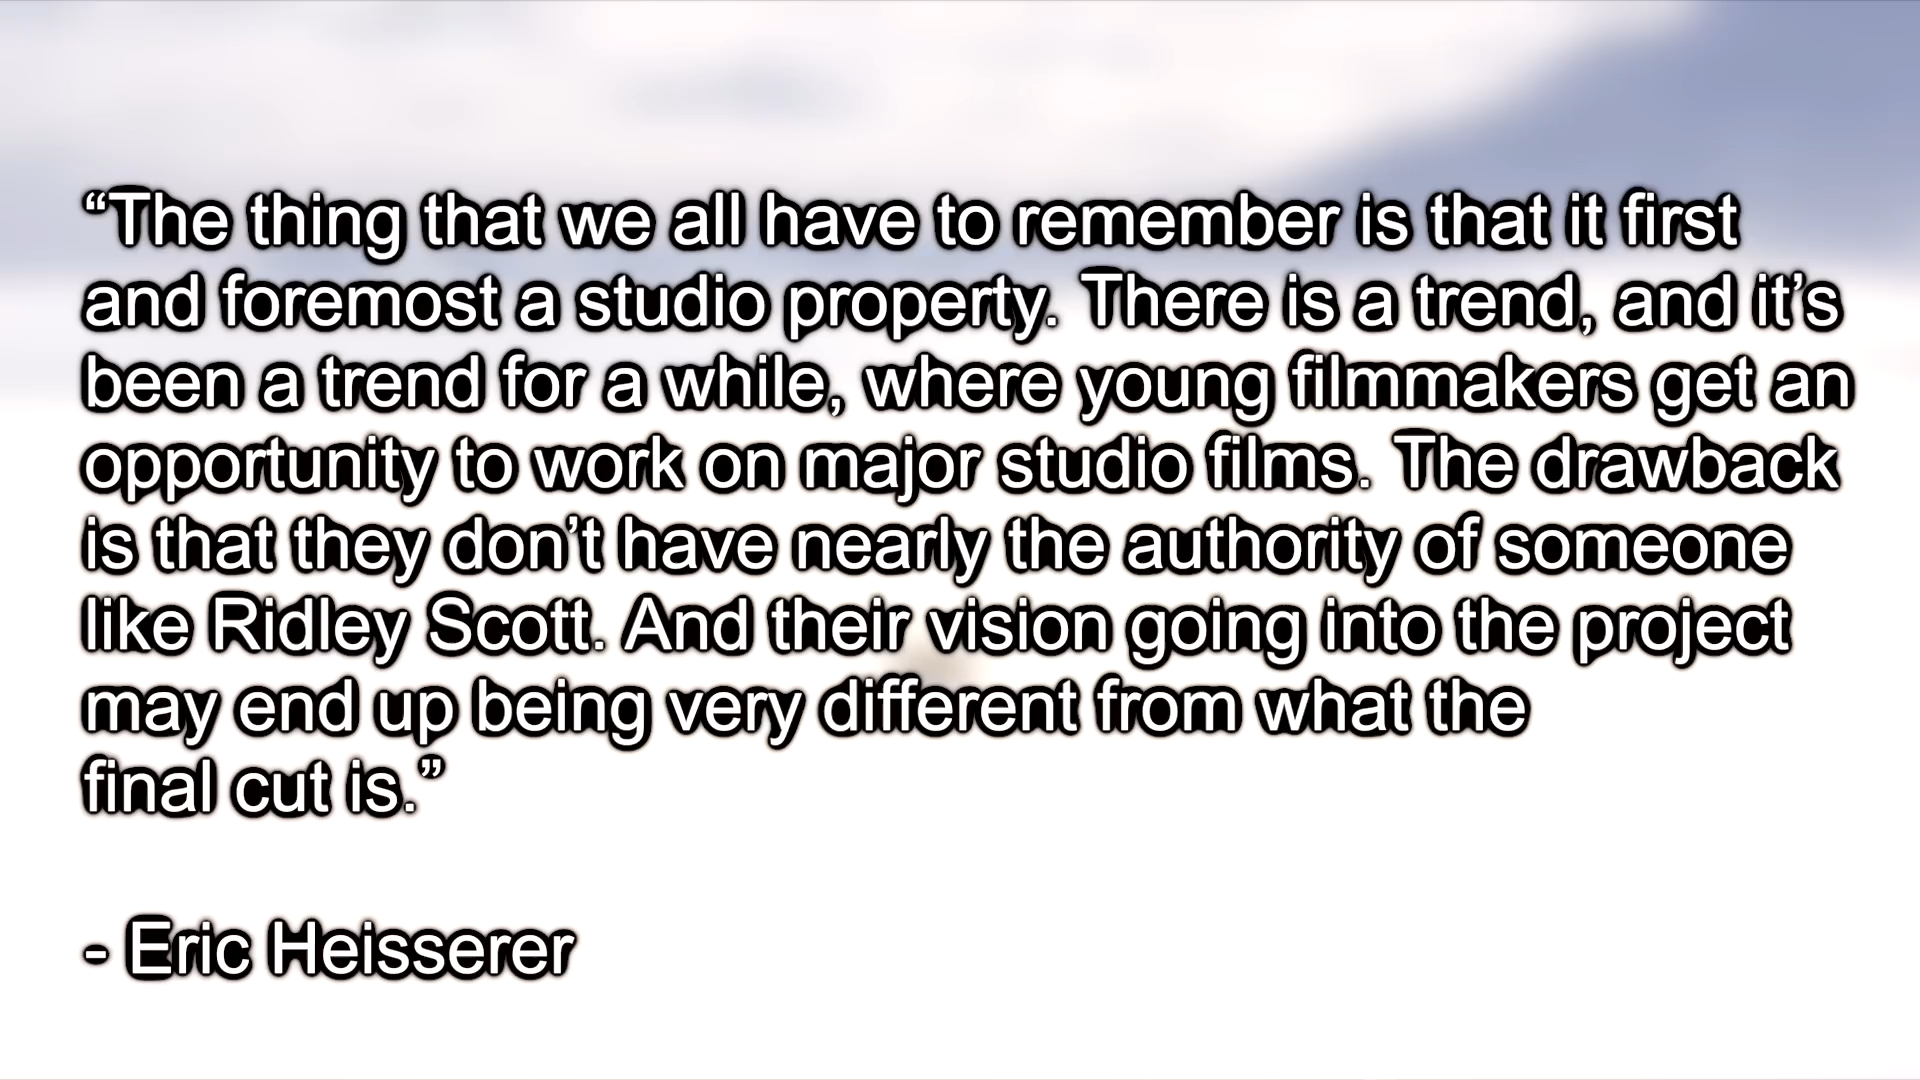 “The thing that we all have to remember is that it first
and foremost a studio property. There is a trend, and it’s
been a trend for a while, where young filmmakers get an
opportunity to work on major studio films. The drawback
is that they don’t have nearly the authority of someone
like Ridley Scott. And their vision going into the project
may end up being very different from what the
final cut is.”
- Eric Heisserer